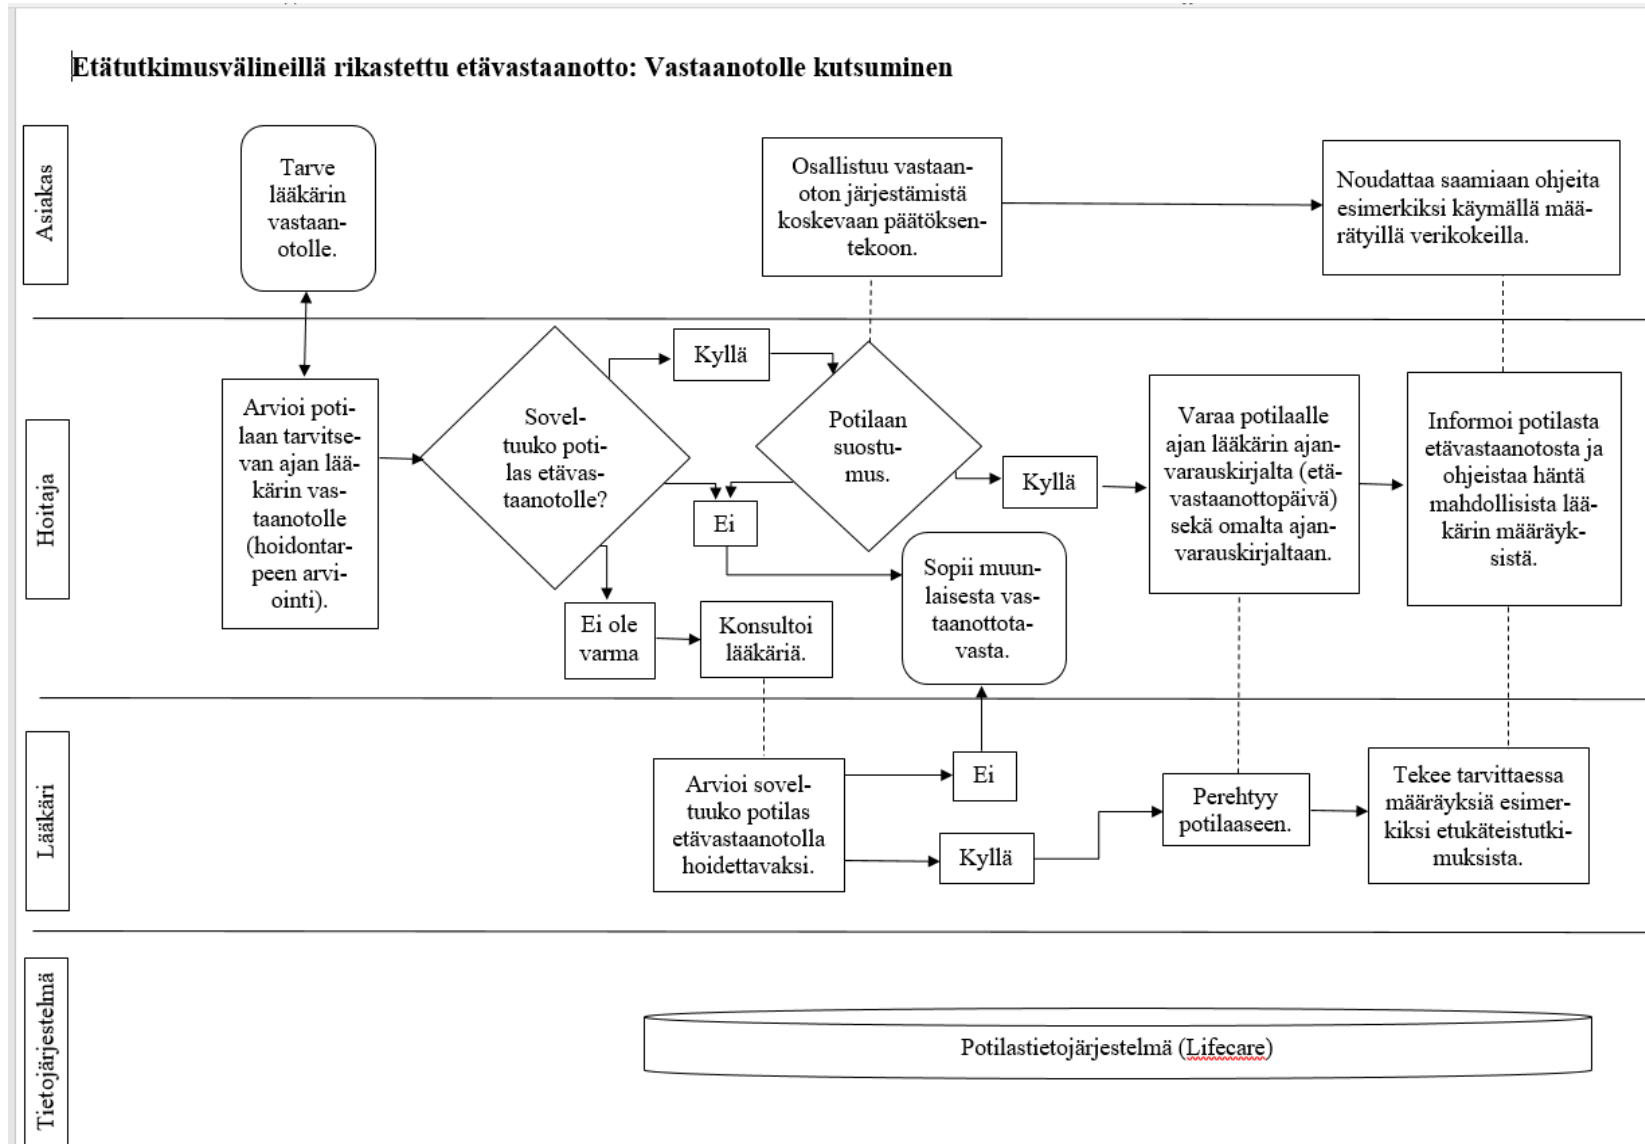 Etätutkimusvälineillä rikastettu etävastaanotto: Vastaanotolle kutsuminen
Asiakas
Tarve
lääkärin
vastaan-
otolle.
Osallistuu vastaan-
oton järjestämistä
koskevaan päätöksen-
tekoon.
Noudattaa saamiaan ohjeita
esimerkiksi käymällä mää-
rätyillä verikokeilla.
Hoitaja
Arvioi poti-
laan tarvitse-
van ajan lää-
kärin vas-
taanotolle
(hoidontar-
peen arvi-
ointi).
Sovel-
tuuko poti-
las etävas-
taanotolle?
Kyllä
Ei
Ei ole
varma
Konsultoi
lääkäriä.
Potilaan
suostu-
mus.
Kyllä
Sopii muun-
laisesta vas-
taanottota-
vasta.
Varaa potilaalle
ajan lääkärin ajan-
varauskirjalta (etä-
vastaanottopäivä)
sekä omalta ajan-
varauskirjaltaan.
Informoi potilasta
etävastaanotosta ja
ohjeistaa häntä
mahdollisista lää-
kärin määräyk-
sistä.
Lääkäri
Arvioi sovel-
tuuko potilas
etävastaanotolla
hoidettavaksi.
Ei
Kyllä
Perehtyy
potilaaseen.
Tekee tarvittaessa
määräyksiä esimer-
kiksi etukäteistutki-
muksista.
Tietojärjestelmä
Potilastietojärjestelmä (Lifecare)